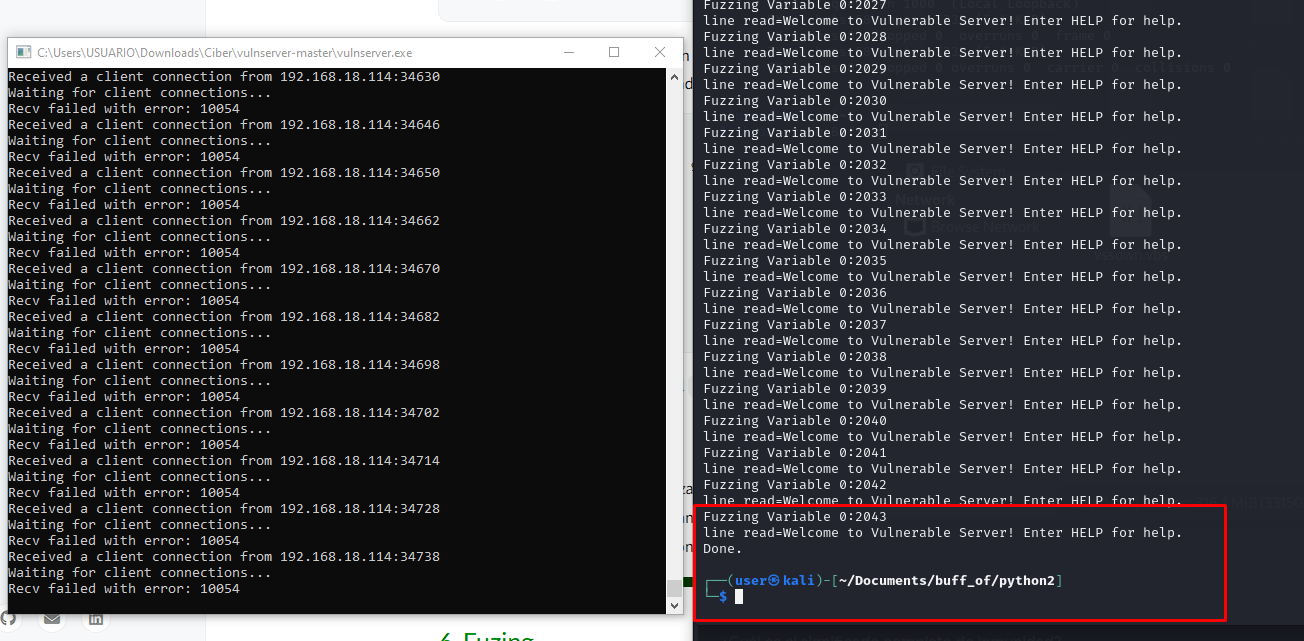 C:\Users\USUARIO\Downloads\Ciber\vulnserver-master\vulnserver.exe
Received a client connection from 192.168.18.114:34630
Waiting for client connections...
Recv failed with error: 10054
Received a client connection from 192.168.18.114:34646
Waiting for client connections...
Recv failed with error: 10054
Received a client connection from 192.168.18.114:34650
Waiting for client connections...
Recv failed with error: 10054
Received a client connection from 192.168.18.114:34662
Waiting for client connections...
Recv failed with error: 10054
Received a client connection from 192.168.18.114:34670
Waiting for client connections...
Recv failed with error: 10054
Received a client connection from 192.168.18.114:34682
Waiting for client connections...
Recv failed with error: 10054
Received a client connection from 192.168.18.114:34698
Waiting for client connections...
Recv failed with error: 10054
Received a client connection from 192.168.18.114:34702
Waiting for client connections...
Recv failed with error: 10054
Received a client connection from 192.168.18.114:34714
Waiting for client connections...
Recv failed with error: 10054
Received a client connection from 192.168.18.114:34728
Waiting for client connections...
Recv failed with error: 10054
Received a client connection from 192.168.18.114:34738
Waiting for client connections...
Recv failed with error: 10054
6. Fuzing
Fuzzing Variable 0:2027
line read=Welcome to Vulnerable Server! Enter HELP for help.
Fuzzing Variable 0:2028
line read=Welcome to Vulnerable Server! Enter HELP for help.
Fuzzing Variable 0:2029
line read=Welcome to Vulnerable Server! Enter HELP for help.
Fuzzing Variable 0:2030
line read=Welcome to Vulnerable Server! Enter HELP for help.
Fuzzing Variable 0:2031
line read=Welcome to Vulnerable Server! Enter HELP for help.
Fuzzing Variable 0:2032
line read=Welcome to Vulnerable Server! Enter HELP for help.
Fuzzing Variable 0:2033
line read=Welcome to Vulnerable Server! Enter HELP for help.
Fuzzing Variable 0:2034
line read=Welcome to Vulnerable Server! Enter HELP for help.
Fuzzing Variable 0:2035
line read=Welcome to Vulnerable Server! Enter HELP for help.
Fuzzing Variable 0:2036
line read=Welcome to Vulnerable Server! Enter HELP for help.
Fuzzing Variable 0:2037
line read=Welcome to Vulnerable Server! Enter HELP for help.
Fuzzing Variable 0:2038
line read=Welcome to Vulnerable Server! Enter HELP for help.
Fuzzing Variable 0:2039
line read=Welcome to Vulnerable Server! Enter HELP for help.
Fuzzing Variable 0:2040
line read=Welcome to Vulnerable Server! Enter HELP for help.
Fuzzing Variable 0:2041
line read=Welcome to Vulnerable Server! Enter HELP for help.
Fuzzing Variable 0:2042
line read=Welcome to Vulnerable Server! Enter HELP for help.
Fuzzing Variable 0:2043
line read=Welcome to Vulnerable Server! Enter HELP for help.
Done.
(user㉿kali)-[~/Documents/buff_of/python2]
$
Network
Browse Network